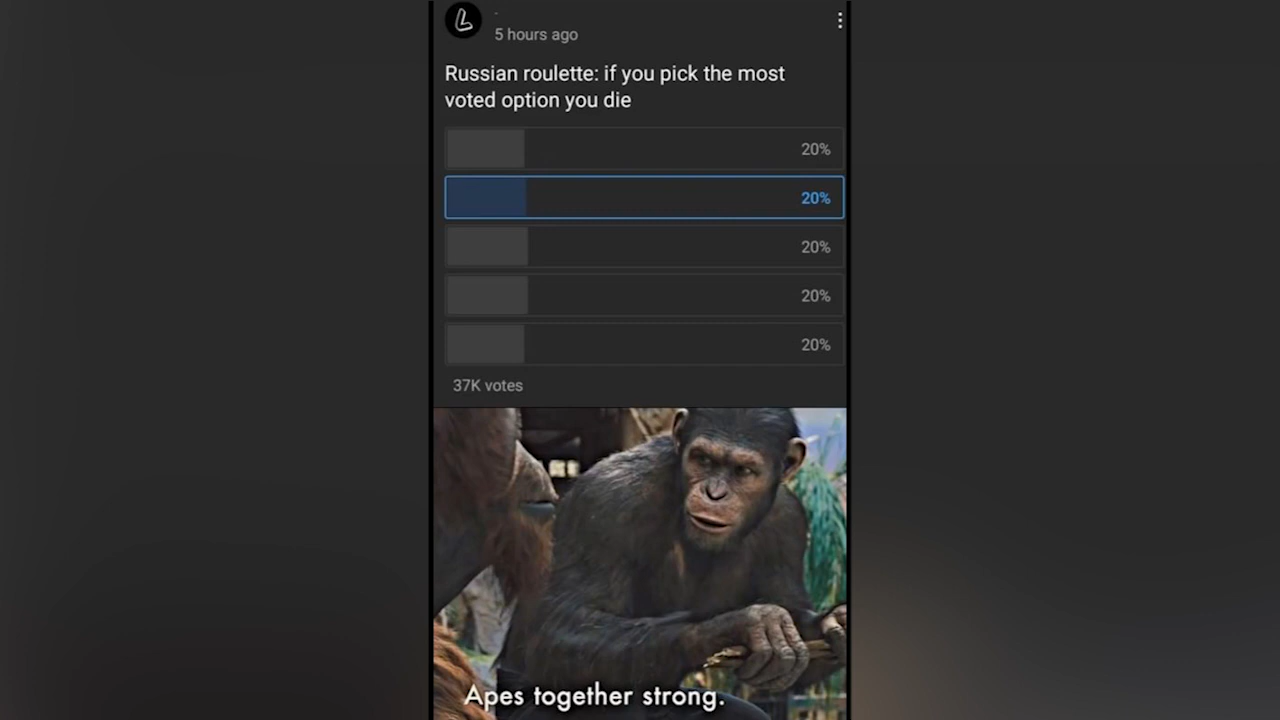 5 hours ago
Russian roulette: if you pick the most
voted option you die
20%
20%
20%
20%
20%
37K votes
Apes together strong.